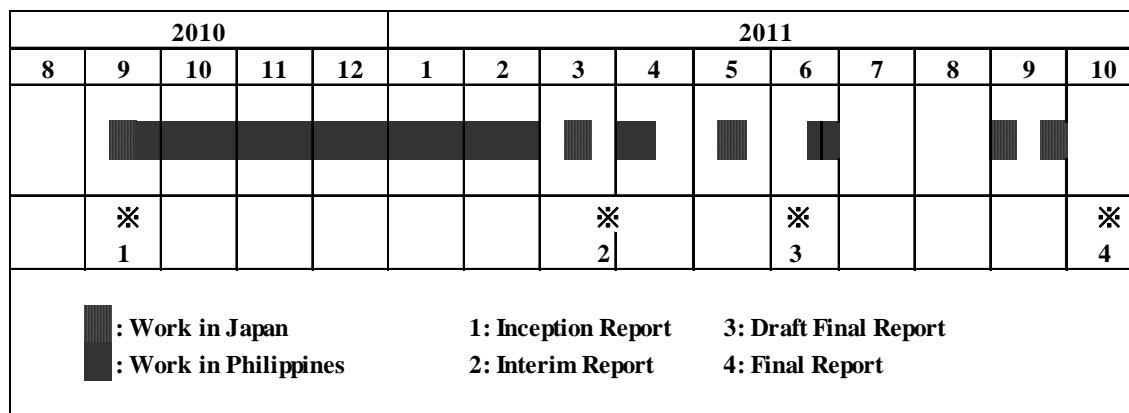 2010 2011
8 9 10 11 12 1 2 3 4 5 6 7 8 9 10
※ ※ ※ ※
1 2 3 4
: Work in Japan 1: Inception Report 3: Draft Final Report
: Work in Philippines 2: Interim Report 4: Final Report